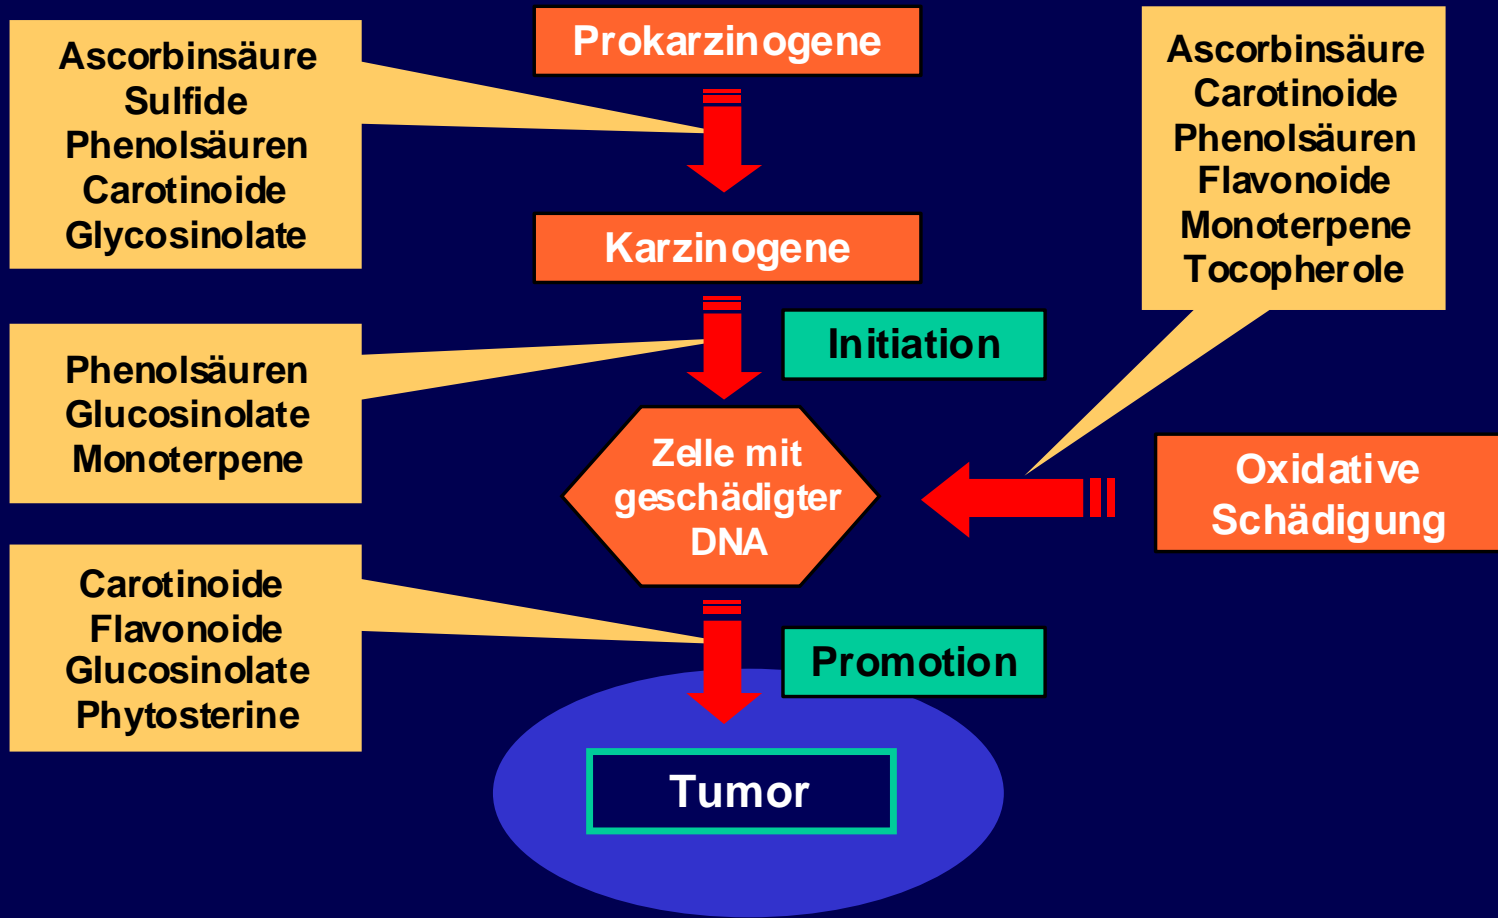 Prokarzinogene
Ascorbinsäure
Sulfide
Phenolsäuren
Carotinoide
Glycosinolate
Ascorbinsäure
Carotinoide
Phenolsäuren
Flavonoide
Monoterpene
Tocopherole
Karzinogene
Initiation
Phenolsäuren
Glucosinolate
Monoterpene
Zelle mit
geschädigter
DNA
Oxidative
Schädigung
Carotinoide
Flavonoide
Glucosinolate
Phytosterine
Promotion
Tumor